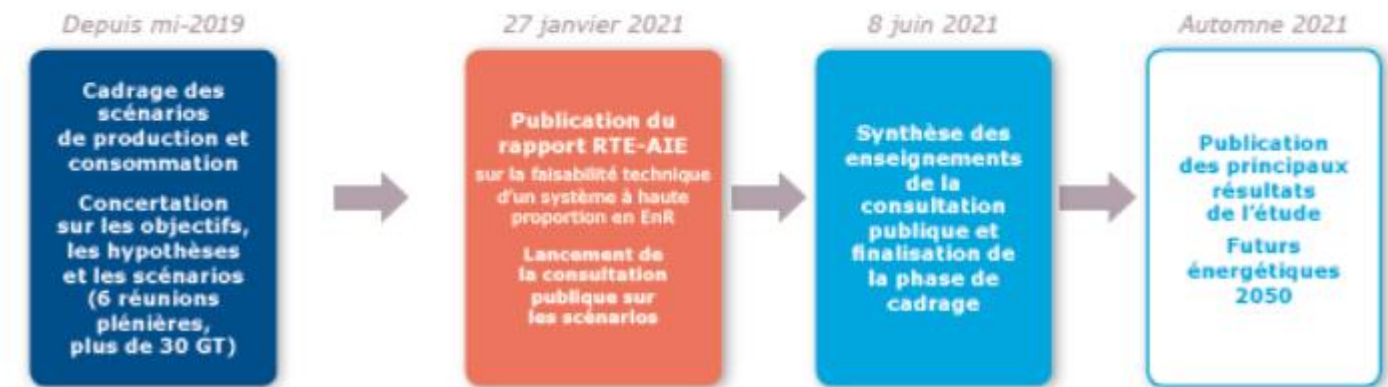 Depuis mi-2019
Cadrage des
scénarios
de production et
consommation
Concertation
sur les objectifs,
les hypothèses
et les scénarios
(6 réunions
plénières,
plus de 30 GT)
27 janvier 2021
Publication du
rapport RTE-AIE
sur la faisabilité technique
d'un système à haute
proportion en EnR
Lancement de
la consultation
publique sur
les scénarios
8 juin 2021
Synthèse des
enseignements
de la
consultation
publique et
finalisation de
la phase de
cadrage
Automne 2021
Publication
des principaux
résultats
de l'étude
Futurs
énergétiques
2050